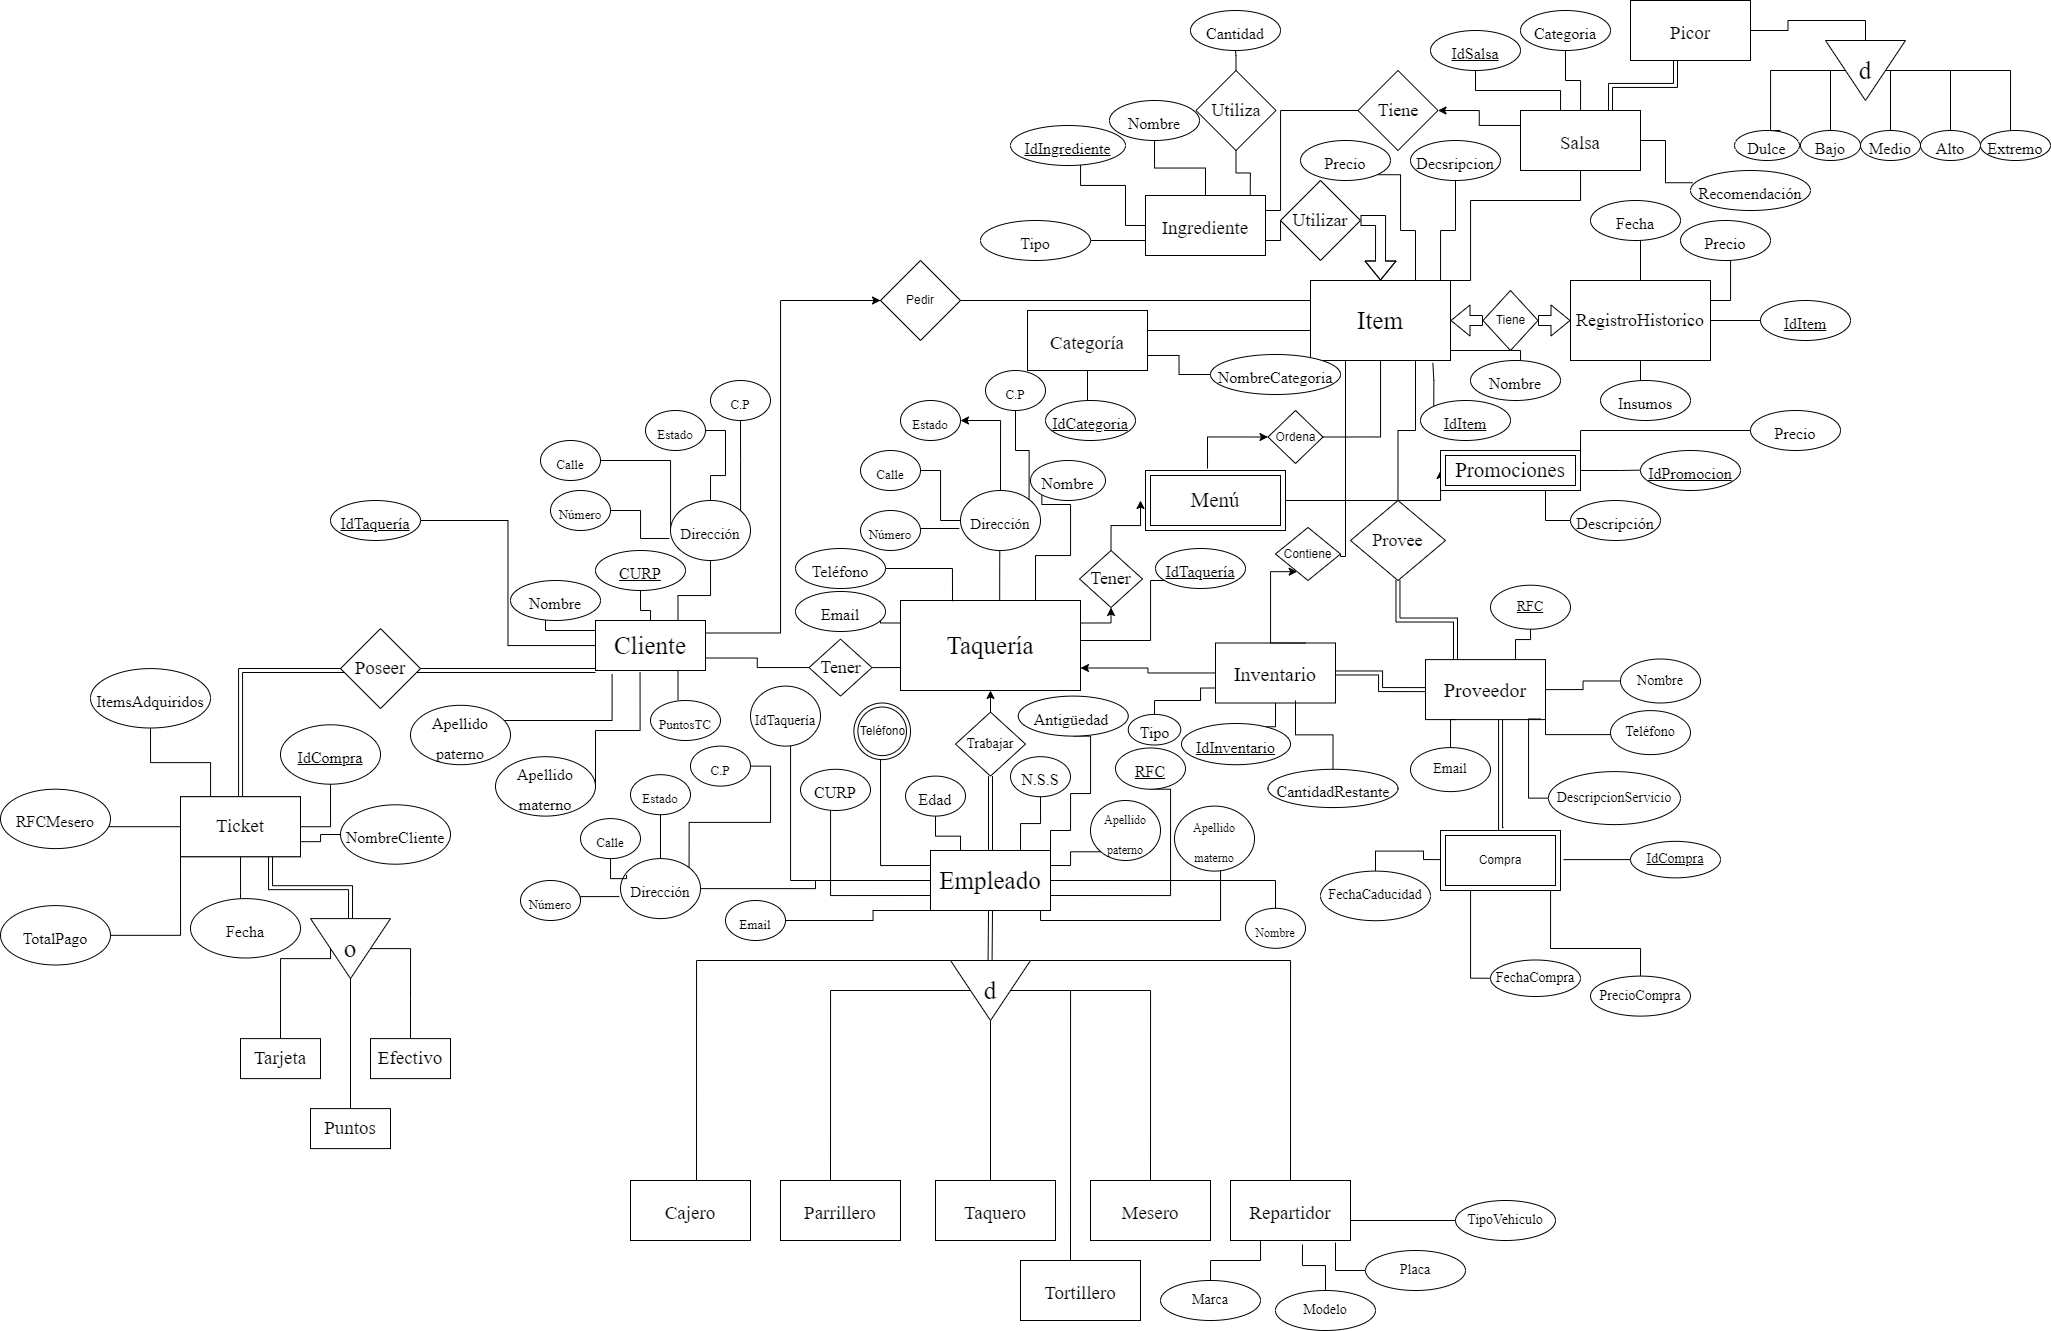 Picor
Cantidad
Categoria
IdSalsa
d
Utiliza
Tiene
Nombre
IdIngrediente
Salsa
Dulce
Bajo
Medio
Alto
Extremo
Precio
Decsripcion
Recomendación
Ingrediente
Utilizar
Tipo
Fecha
Precio
Pedir
Item
Tiene
RegistroHistorico
IdItem
Categoría
NombreCategoria
Nombre
Insumos
C.P
C.P
IdCategoria
IdItem
Estado
Estado
Ordena
Precio
Calle
Calle
Nombre
Promociones
IdPromocion
Número
Número
Dirección
Dirección
Menú
Descripción
IdTaquería
Contiene
Provee
CURP
Teléfono
Tener
IdTaquería
Nombre
Email
RFC
Cliente
Taquería
Poseer
Tener
Inventario
Proveedor
Nombre
ItemsAdquiridos
Apellido
paterno
PuntosTC
IdTaquería
Teléfono
Antigüedad
Trabajar
Tipo
IdInventario
Teléfono
IdCompra
Apellido
materno
C.P
CURP
Edad
N.S.S
RFC
CantidadRestante
Email
DescripcionServicio
Estado
RFCMesero
Ticket
NombreCliente
Calle
Apellido
paterno
Apellido
materno
Compra
IdCompra
Número
Dirección
Empleado
FechaCaducidad
TotalPago
Fecha
Email
Nombre
o
d
FechaCompra
PrecioCompra
Tarjeta
Efectivo
Puntos
Cajero
Parrillero
Taquero
Mesero
Repartidor
TipoVehiculo
Tortillero
Marca
Modelo
Placa